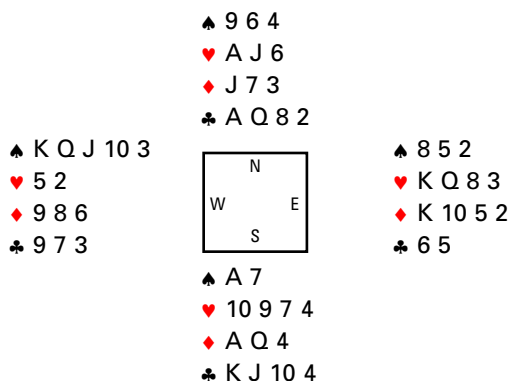 ♠ 9 6 4
♥ A J 6
♦ J 7 3
♣ A Q 8 2
♠ K Q J 10 3
♥ 5 2
♦ 9 8 6
♣ 9 7 3
N
W E
S
♠ 8 5 2
♥ K Q 8 3
♦ K 10 5 2
♣ 6 5
♠ A 7
♥ 10 9 7 4
♦ A Q 4
♣ K J 10 4